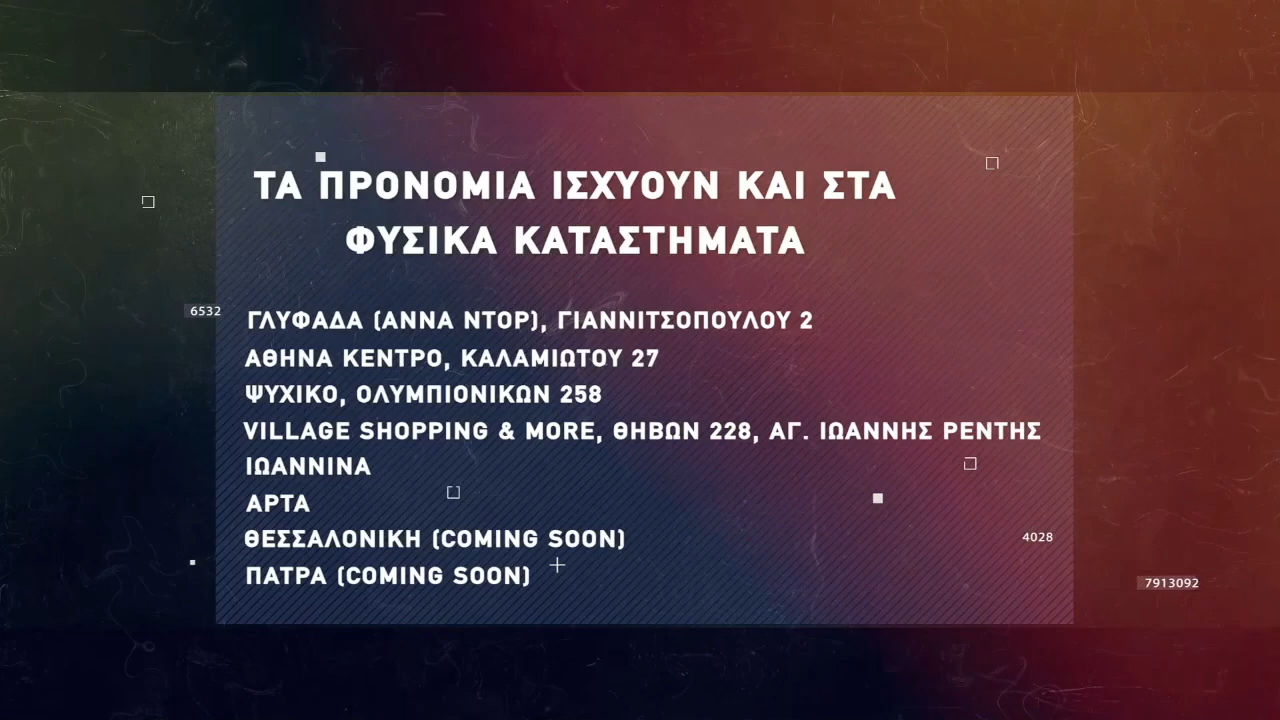 ΤΑ ΠΡΟΝΟΜΙΑ ΙΣΧΥΟΥΝ ΚΑΙ ΣΤΑ
ΦΥΣΙΚΑ ΚΑΤΑΣΤΗΜΑΤΑ
6532
ΓΛΥΦΑΔΑ (ΑΝΝΑ ΝΤΟΡ), ΓΙΑΝΝΙΤΣΟΠΟΥΛΟΥ 2
ΑΘΗΝΑ ΚΕΝΤΡΟ, ΚΑΛΑΜΙΩΤΟΥ 27
ΨΥΧΙΚΟ, ΟΛΥΜΠΙΟΝΙΚΩΝ 258
VILLAGE SHOPPING & MORE, ΘΗΒΩΝ 228, ΑΓ. ΙΩΑΝΝΗΣ ΡΕΝΤΗΣ
ΙΩΑΝΝΙΝΑ
ΑΡΤΑ
ΘΕΣΣΑΛΟΝΙΚΗ (COMING SOON)
4028
ΠΑΤΡΑ (COMING SOON)
7913092